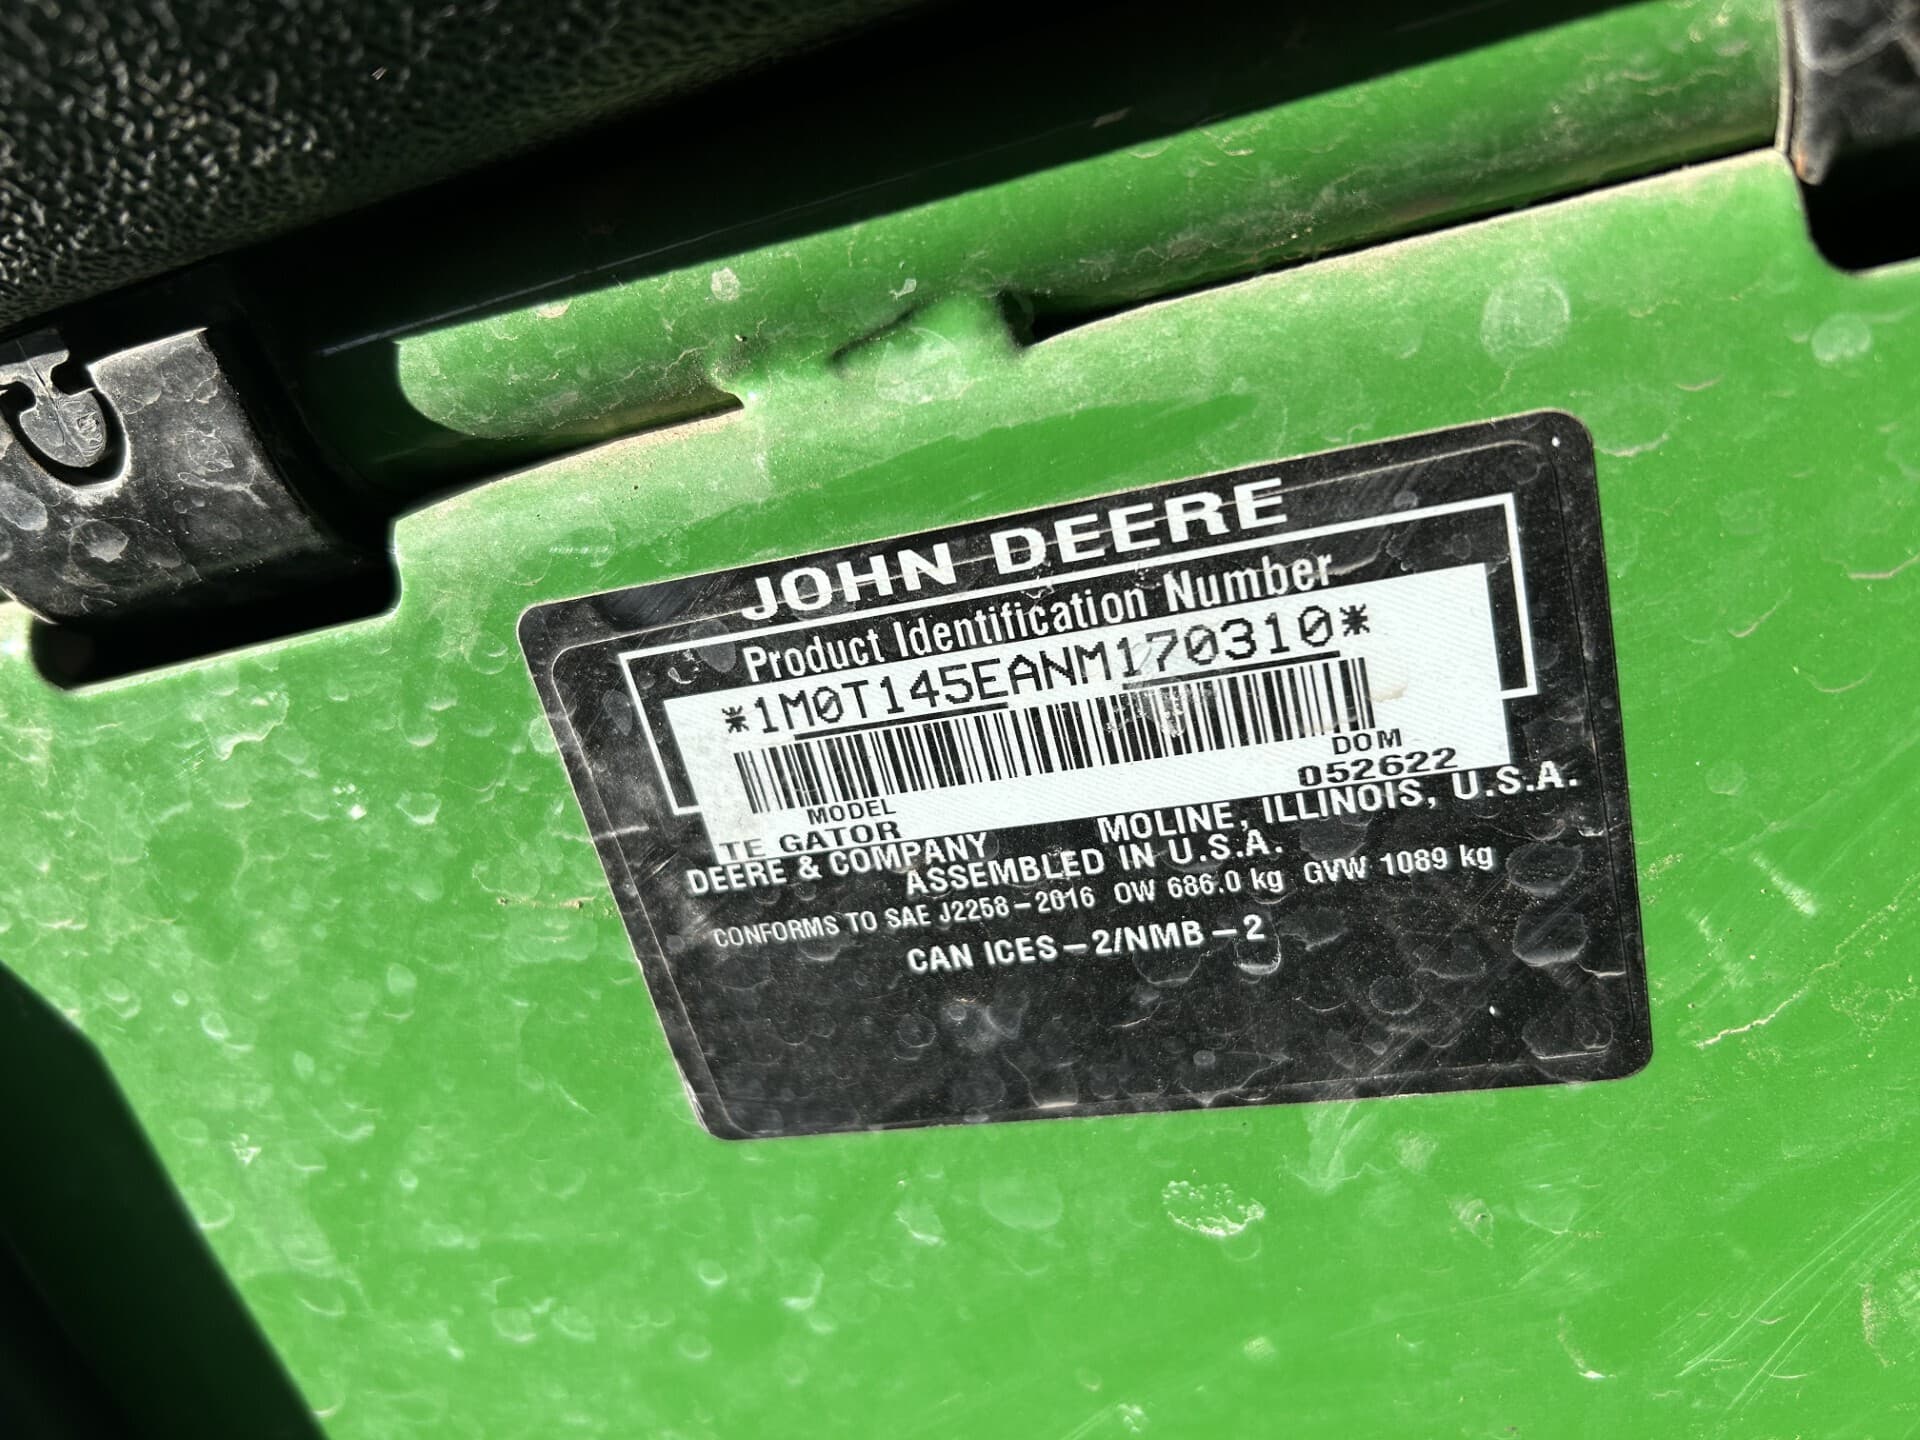 JOHN DEERE
Product Identification Number
*1M0T145EANM170310*
MODEL DOM
TE GATOR 052622
DEERE & COMPANY MOLINE, ILLINOIS, U.S.A.
ASSEMBLED IN U.S.A.
CONFORMS TO SAE J2258-2016 OW 686.0 kg GVW 1089 kg
CAN ICES-2/NMB-2